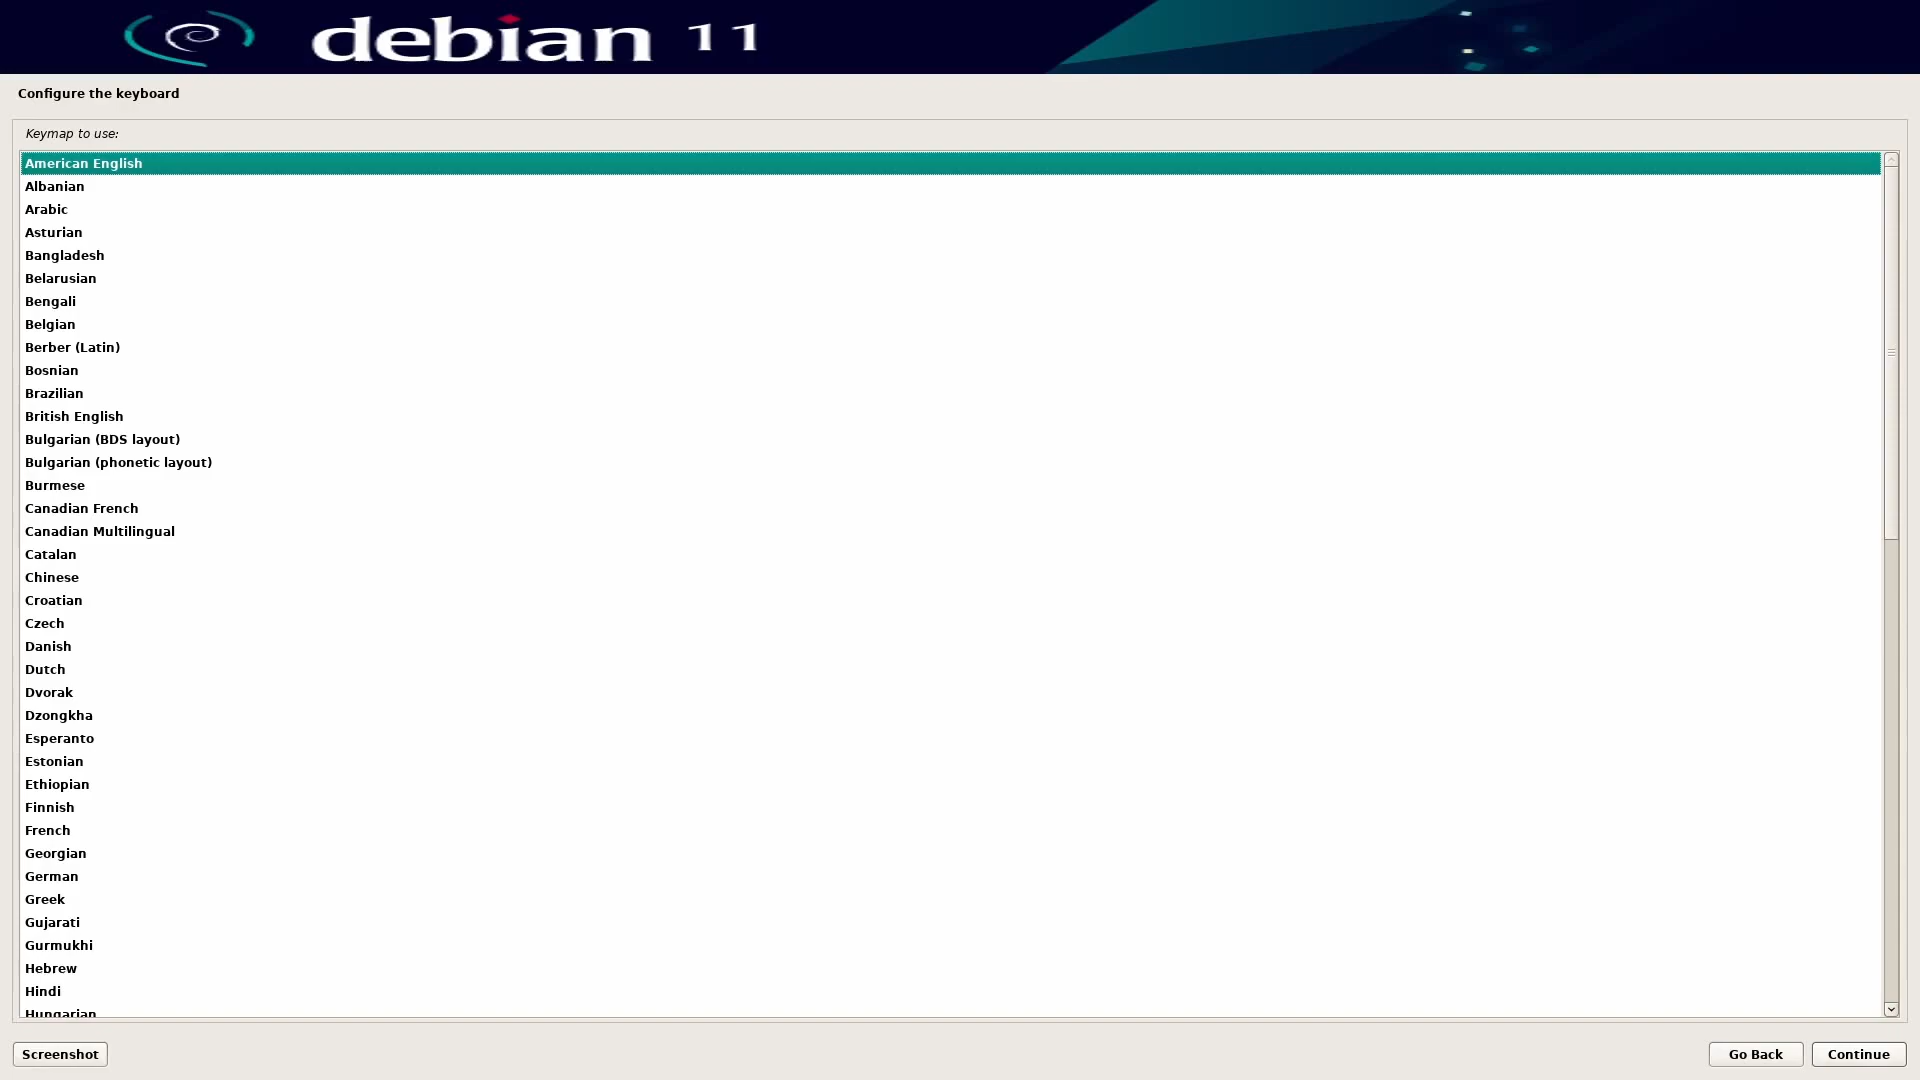 debian 11
Configure the keyboard
Keymap to use:
American English
Albanian
Arabic
Asturian
Bangladesh
Belarusian
Bengali
Belgian
Berber (Latin)
Bosnian
Brazilian
British English
Bulgarian (BDS layout)
Bulgarian (phonetic layout)
Burmese
Canadian French
Canadian Multilingual
Catalan
Chinese
Croatian
Czech
Danish
Dutch
Dvorak
Dzongkha
Esperanto
Estonian
Ethiopian
Finnish
French
Georgian
German
Greek
Gujarati
Gurmukhi
Hebrew
Hindi
Hungarian
Screenshot
Go Back
Continue